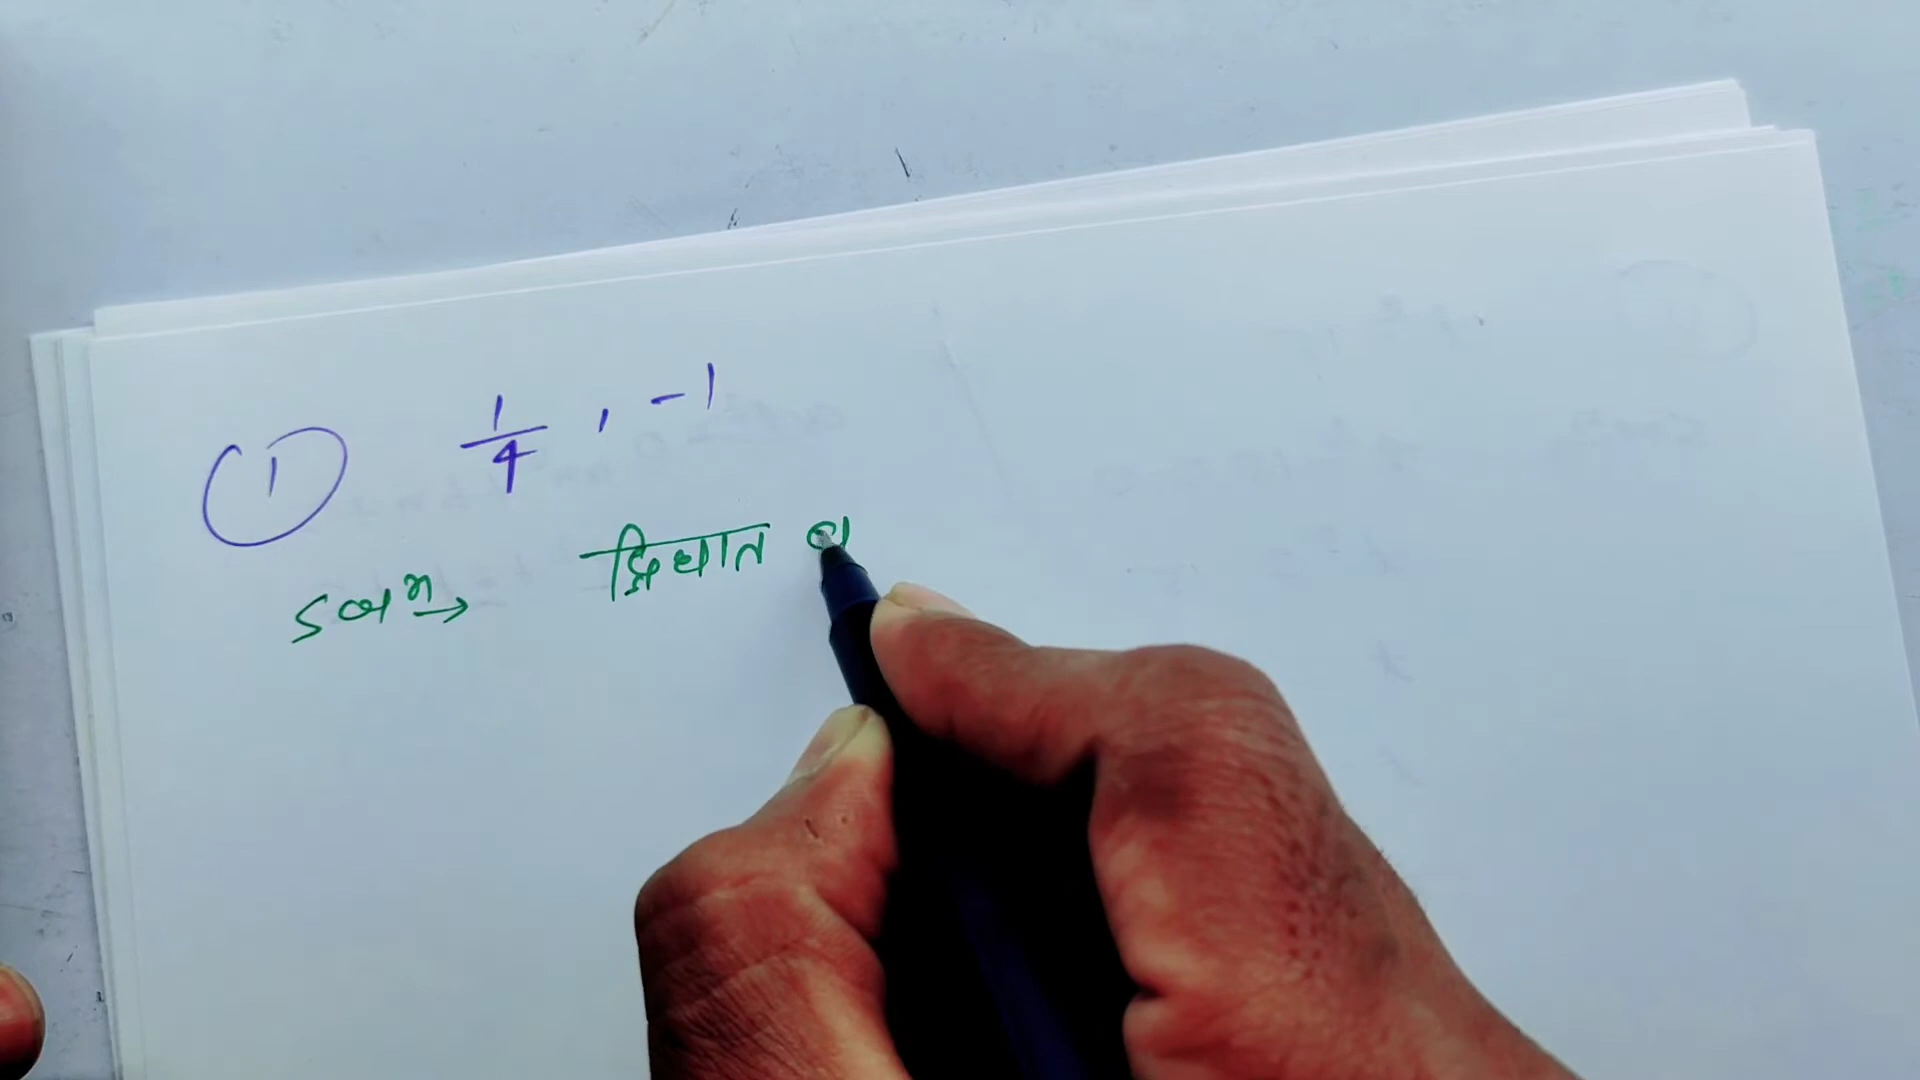 ① 1/4 , -1
Solⁿ → द्विघात ब